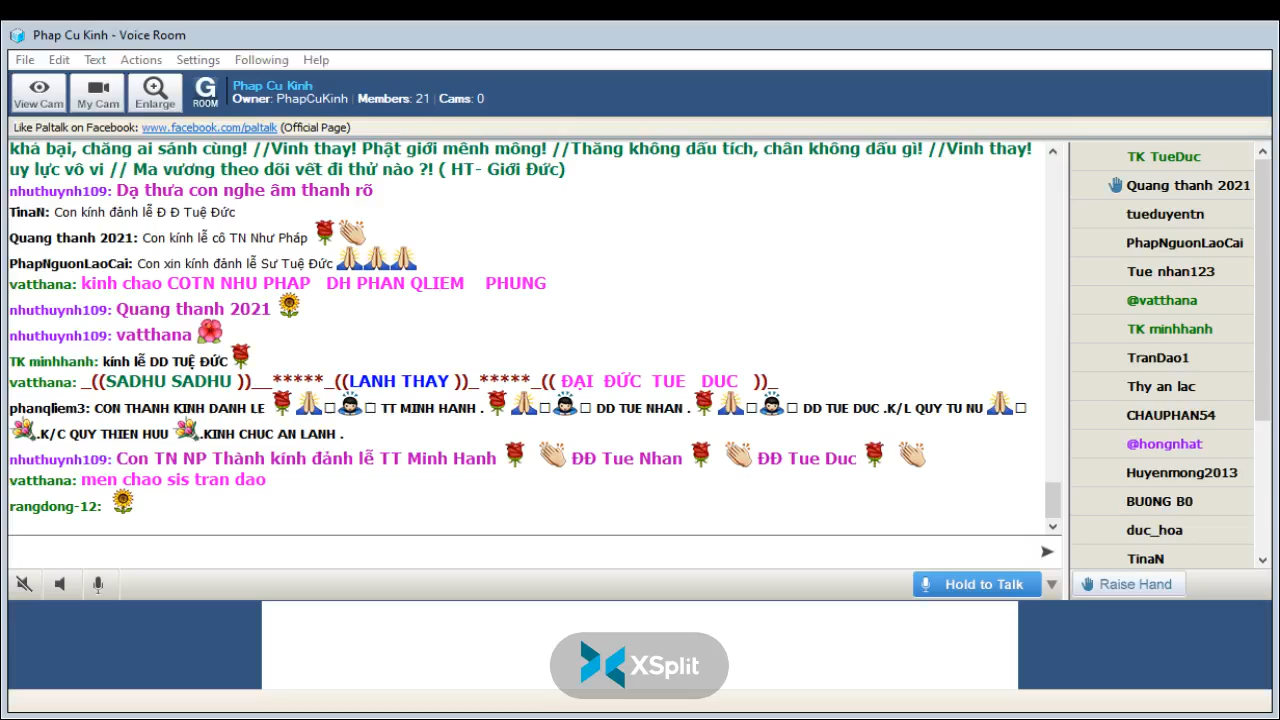 Phap Cu Kinh - Voice Room
File Edit Text Actions Settings Following Help
View Cam My Cam Enlarge G ROOM
Phap Cu Kinh
Owner: PhapCuKinh | Members: 21 | Cams: 0
Like Paltalk on Facebook: www.facebook.com/paltalk (Official Page)
khả bại, chăng ai sánh cùng! //Vinh thay! Phật giới mênh mông! //Thăng không dấu tích, chân không dấu gì! //Vinh thay!
uy lực vô vi // Ma vương theo dõi vết đi thử nào ?! ( HT- Giới Đức)
nhuthuynh109: Dạ thưa con nghe âm thanh rõ
TinaN: Con kính đảnh lễ Đ Đ Tuệ Đức
Quang thanh 2021: Con kính lễ cô TN Như Pháp
PhapNguonLaoCai: Con xin kính đảnh lễ Sư Tuệ Đức
vatthana: kinh chao COTN NHU PHAP DH PHAN QLIEM PHUNG
nhuthuynh109: Quang thanh 2021
nhuthuynh109: vatthana
TK minhhanh: kính lễ DD TUỆ ĐỨC
vatthana: _((SADHU SADHU ))__*****_((LANH THAY ))_*****_(( ĐẠI ĐỨC TUE DUC ))_
phanqliem3: CON THANH KINH DANH LE TT MINH HANH . DD TUE NHAN . DD TUE DUC .K/L QUY TU NU
.K/C QUY THIEN HUU .KINH CHUC AN LANH .
nhuthuynh109: Con TN NP Thành kính đảnh lễ TT Minh Hanh ĐĐ Tue Nhan ĐĐ Tue Duc
vatthana: men chao sis tran dao
rangdong-12:
Hold to Talk
TK TueDuc
Quang thanh 2021
tueduyentn
PhapNguonLaoCai
Tue nhan123
@vatthana
TK minhhanh
TranDao1
Thy an lac
CHAUPHAN54
@hongnhat
Huyenmong2013
BU0NG B0
duc_hoa
TinaN
Raise Hand
XSplit